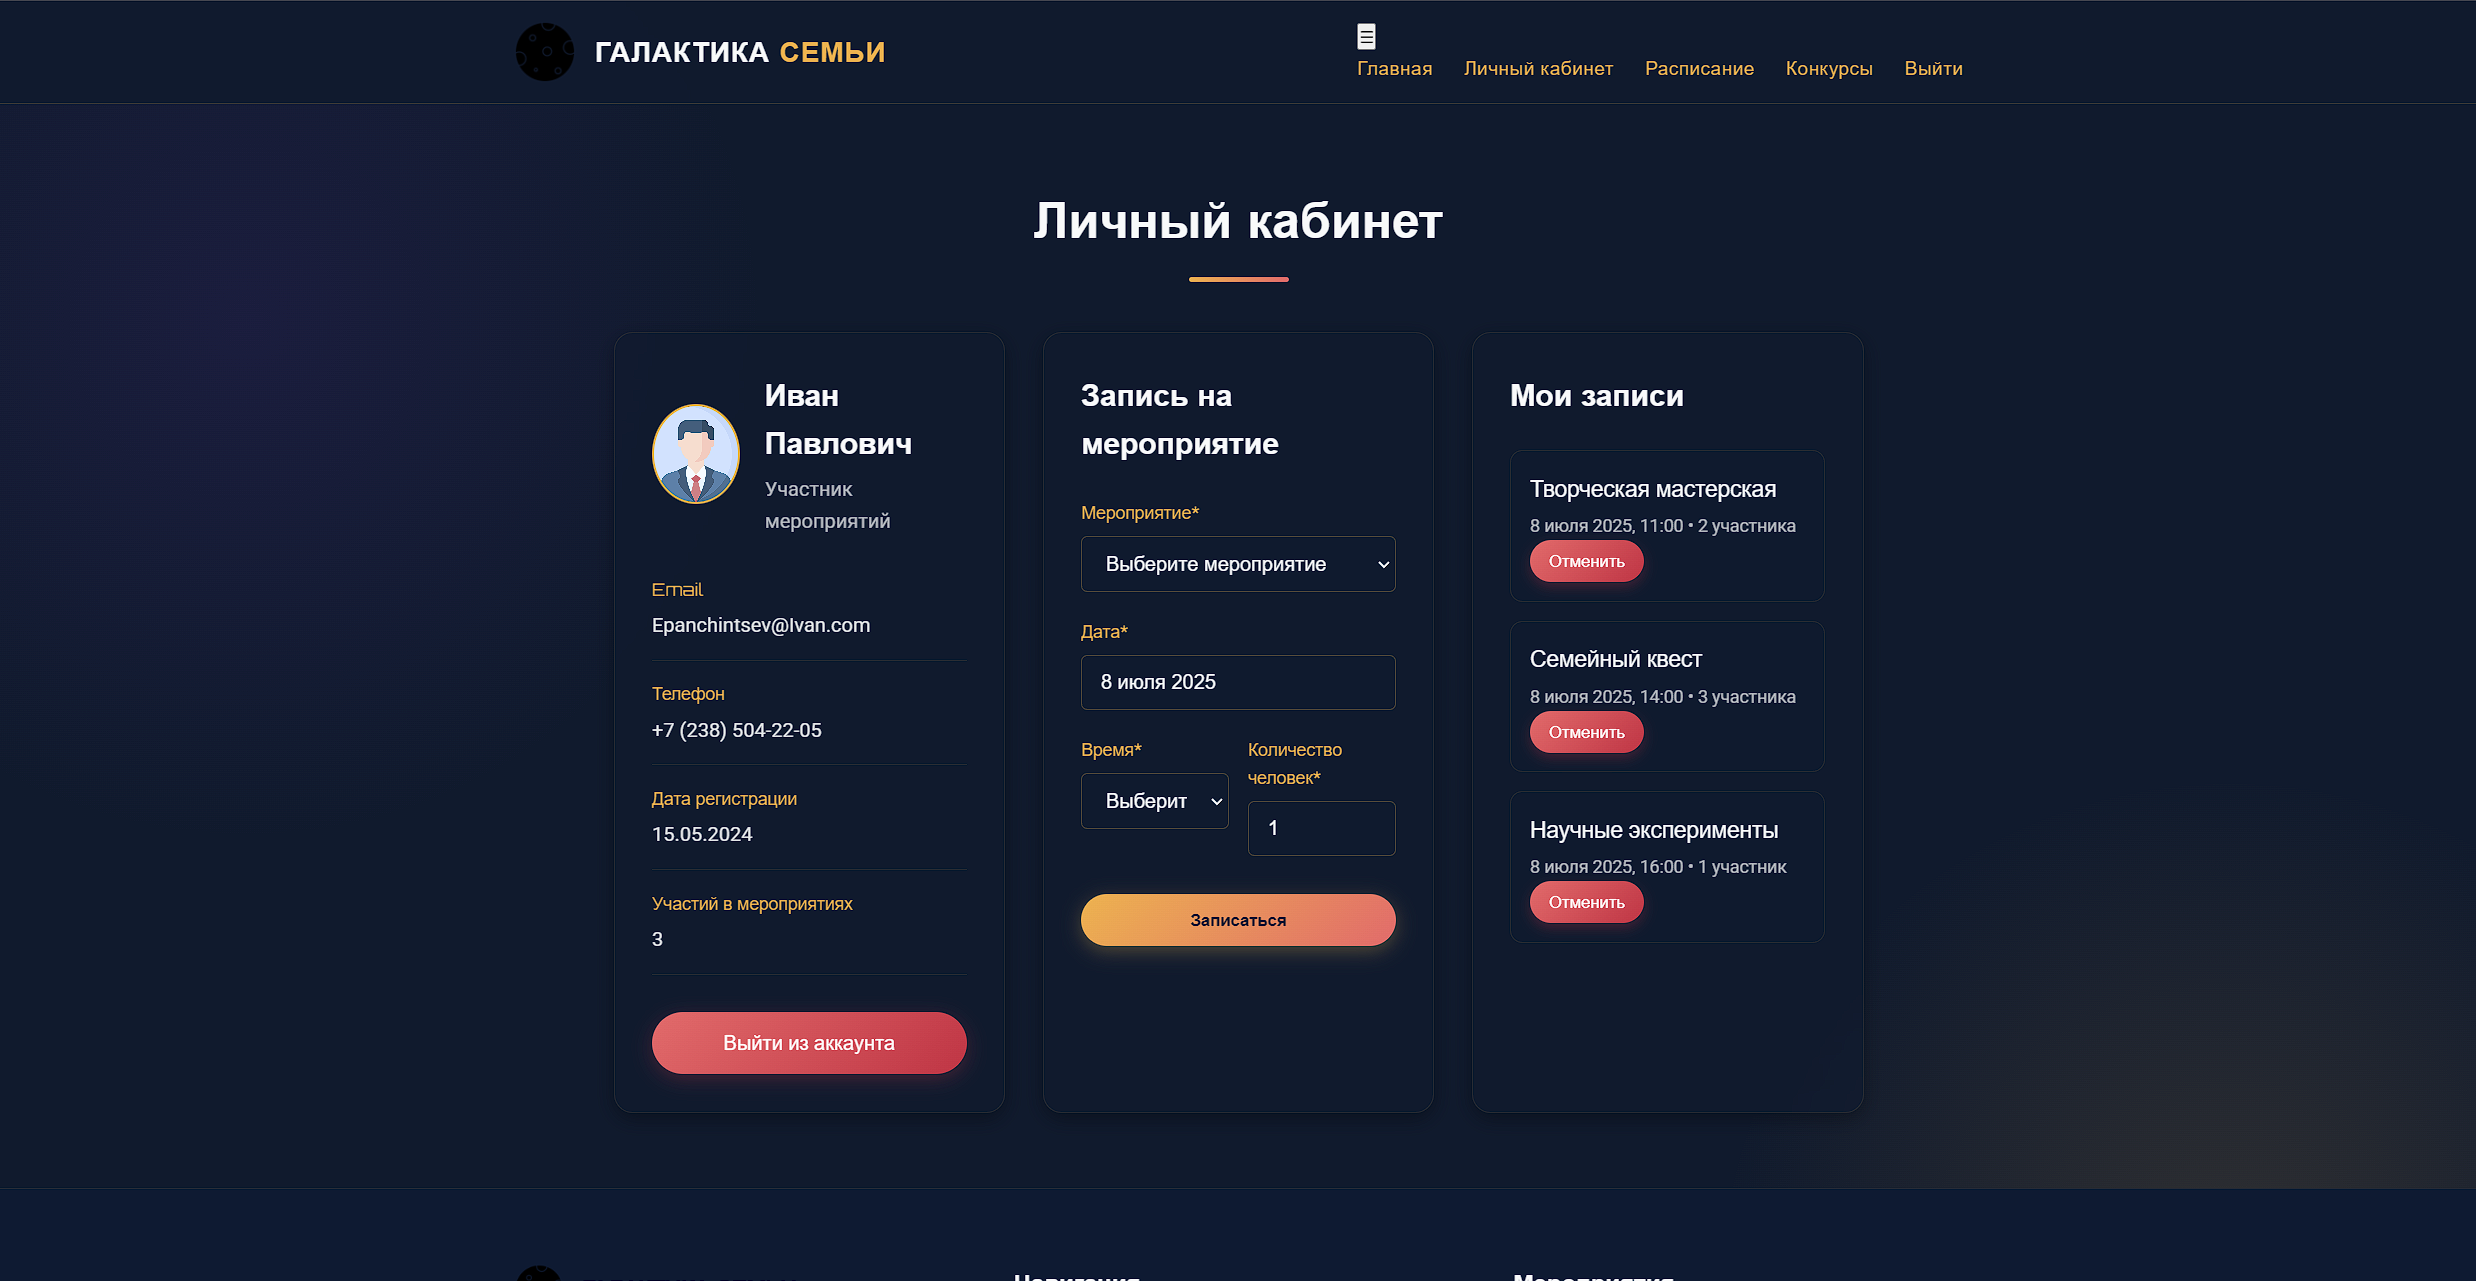 ГАЛАКТИКА СЕМЬИ
☰
Главная Личный кабинет Расписание Конкурсы Выйти
Личный кабинет
Иван
Павлович
Участник
мероприятий
Email
Epanchintsev@Ivan.com
Телефон
+7 (238) 504-22-05
Дата регистрации
15.05.2024
Участий в мероприятиях
3
Выйти из аккаунта
Запись на
мероприятие
Мероприятие*
Выберите мероприятие
Дата*
8 июля 2025
Время*
Выберит
Количество
человек*
1
Записаться
Мои записи
Творческая мастерская
8 июля 2025, 11:00 • 2 участника
Отменить
Семейный квест
8 июля 2025, 14:00 • 3 участника
Отменить
Научные эксперименты
8 июля 2025, 16:00 • 1 участник
Отменить
Навигация
Мероприятия